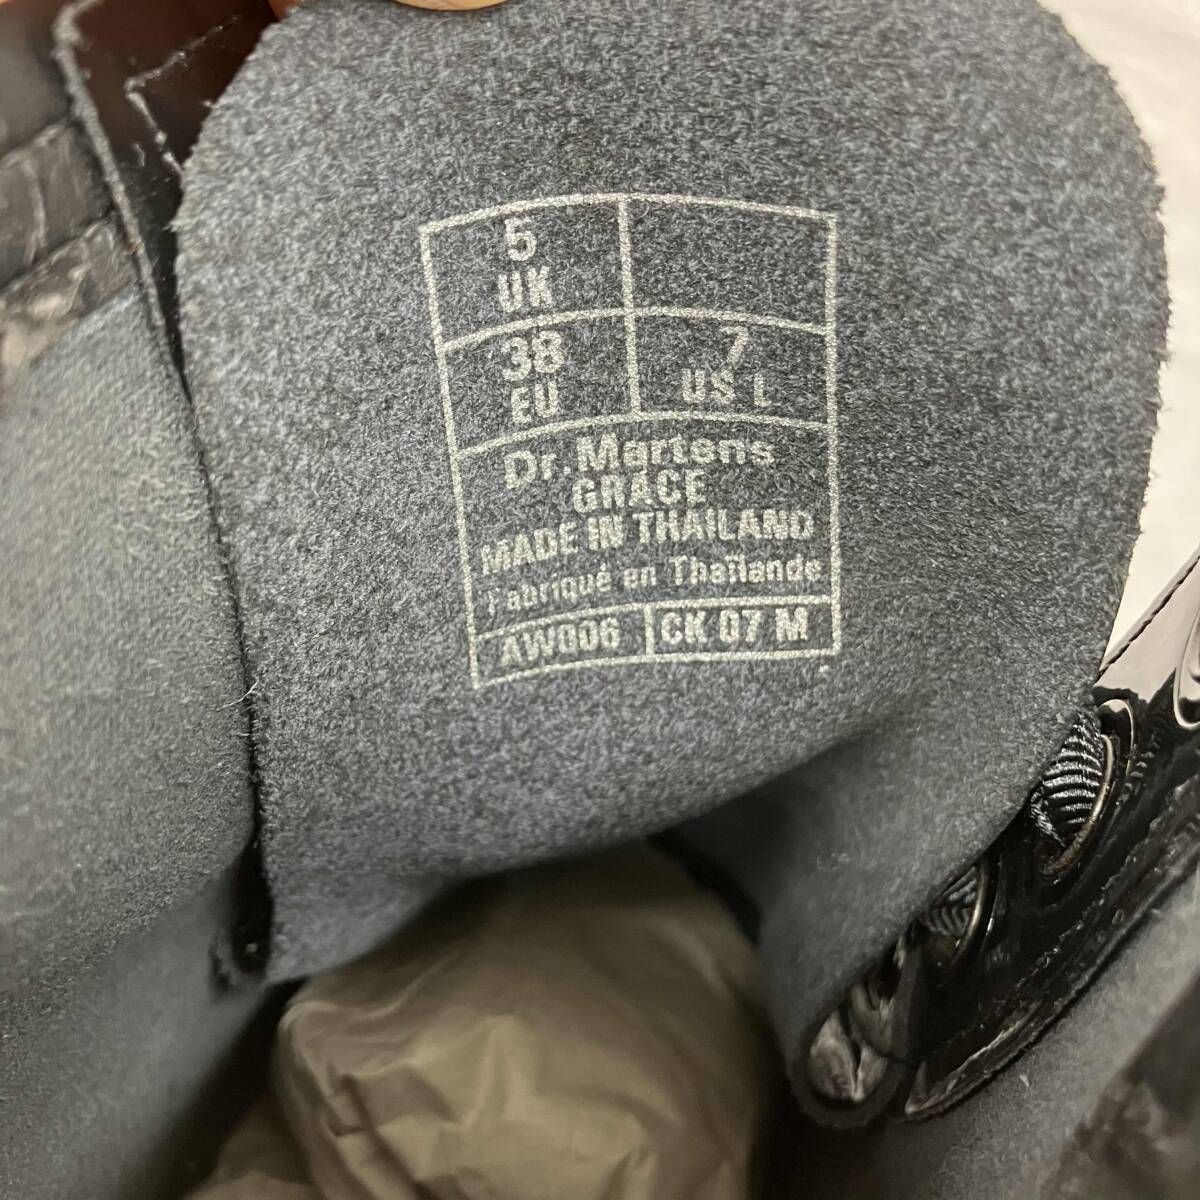 5
UK
38
EU
7
US L
Dr. Martens
GRACE
MADE IN THAILAND
Fabriqué en Thaïlande
AW006
CK 07 M